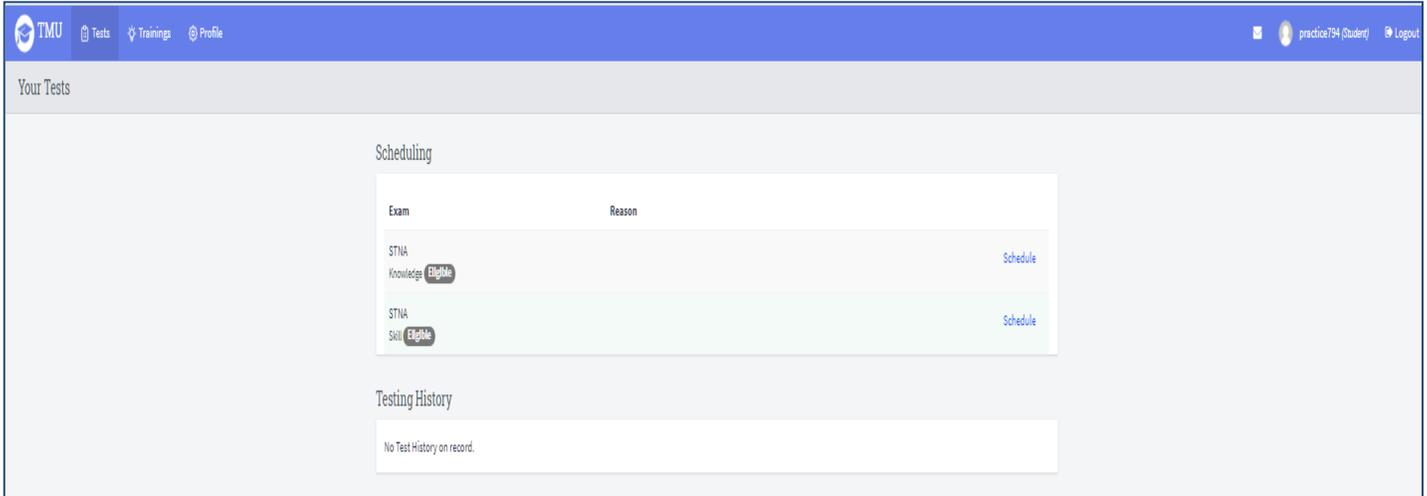 TMU Tests Trainings Profile practice794 (Student) Logout
Your Tests
Scheduling
Exam Reason
STNA
Knowledge Eligible Schedule
STNA
Skill Eligible Schedule
Testing History
No Test History on record.